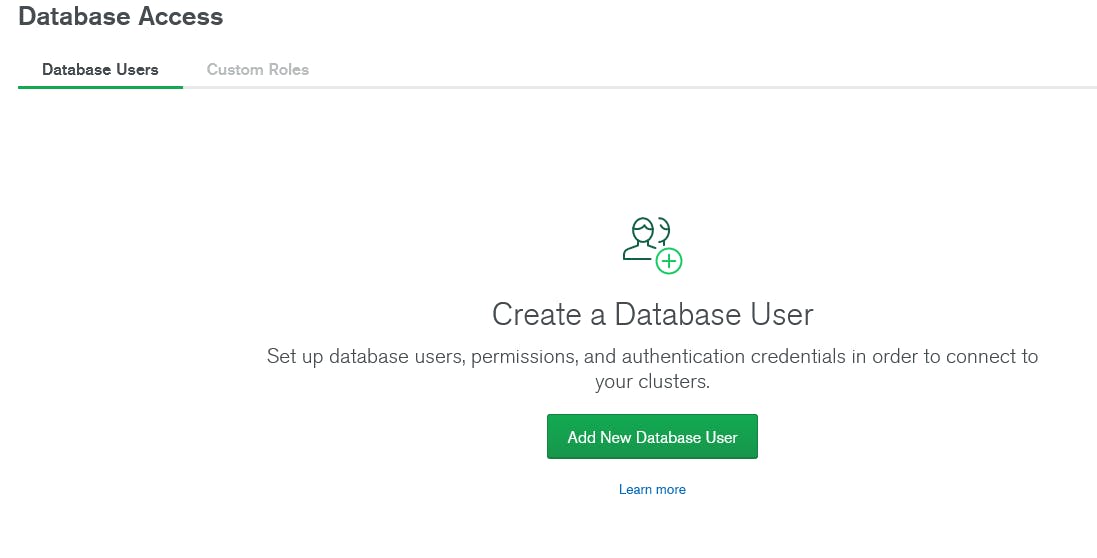 Database Access
Database Users
Custom Roles
Create a Database User
Set up database users, permissions, and authentication credentials in order to connect to
your clusters.
Add New Database User
Learn more